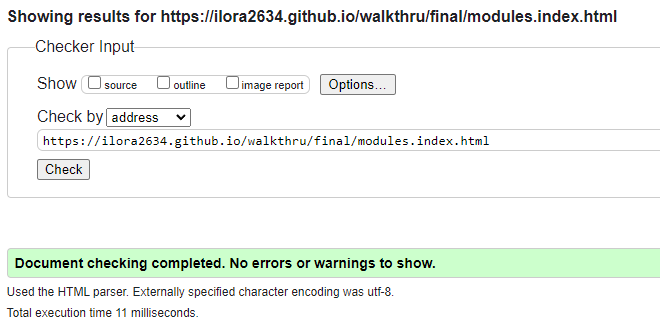 Showing results for https://ilora2634.github.io/walkthru/final/modules.index.html
Checker Input
Show source outline image report Options...
Check by address
https://ilora2634.github.io/walkthru/final/modules.index.html
Check
Document checking completed. No errors or warnings to show.
Used the HTML parser. Externally specified character encoding was utf-8.
Total execution time 11 milliseconds.